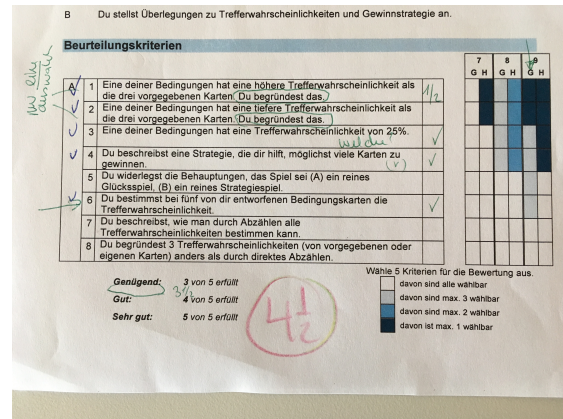 B Du stellst Überlegungen zu Trefferwahrscheinlichkeiten und Gewinnstrategie an.
Beurteilungskriterien
7 8 9
G H G H G H
nur eine
A 1 Eine deiner Bedingungen hat eine höhere Trefferwahrscheinlichkeit als
die drei vorgegebenen Karten. Du begründest das. 1/2
2 Eine deiner Bedingungen hat eine tiefere Trefferwahrscheinlichkeit als
die drei vorgegebenen Karten. Du begründest das.
3 Eine deiner Bedingungen hat eine Trefferwahrscheinlichkeit von 25%. ✓
welche
4 Du beschreibst eine Strategie, die dir hilft, möglichst viele Karten zu
gewinnen. (✓) ✓
5 Du widerlegst die Behauptungen, das Spiel sei (A) ein reines
Glücksspiel, (B) ein reines Strategiespiel.
6 Du bestimmst bei fünf von dir entworfenen Bedingungskarten die
Trefferwahrscheinlichkeit. ✓
7 Du beschreibst, wie man durch Abzählen alle
Trefferwahrscheinlichkeiten bestimmen kann.
8 Du begründest 3 Trefferwahrscheinlichkeiten (von vorgegebenen oder
eigenen Karten) anders als durch direktes Abzählen.
Genügend: 3 von 5 erfüllt
3 1/2
Gut: 4 von 5 erfüllt
Sehr gut: 5 von 5 erfüllt
4 1/2
Wähle 5 Kriterien für die Bewertung aus.
davon sind alle wählbar
davon sind max. 3 wählbar
davon sind max. 2 wählbar
davon ist max. 1 wählbar